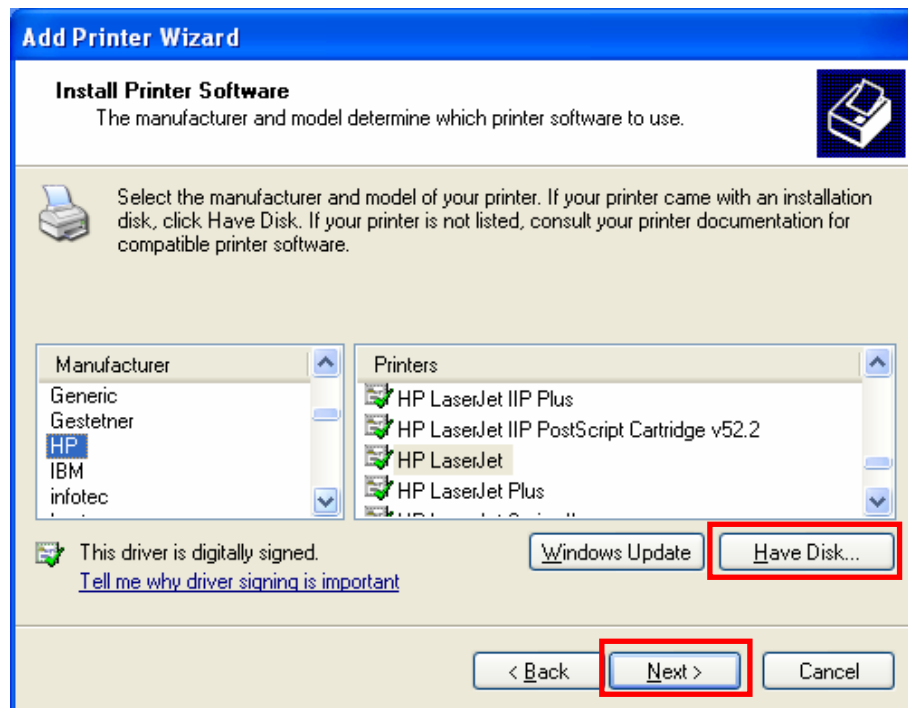 Add Printer Wizard
Install Printer Software
The manufacturer and model determine which printer software to use.
Select the manufacturer and model of your printer. If your printer came with an installation
disk, click Have Disk. If your printer is not listed, consult your printer documentation for
compatible printer software.
Manufacturer
Generic
Gestetner
HP
IBM
infotec
Printers
HP LaserJet IIP Plus
HP LaserJet IIP PostScript Cartridge v52.2
HP LaserJet
HP LaserJet Plus
This driver is digitally signed.
Tell me why driver signing is important
Windows Update
Have Disk...
< Back
Next >
Cancel